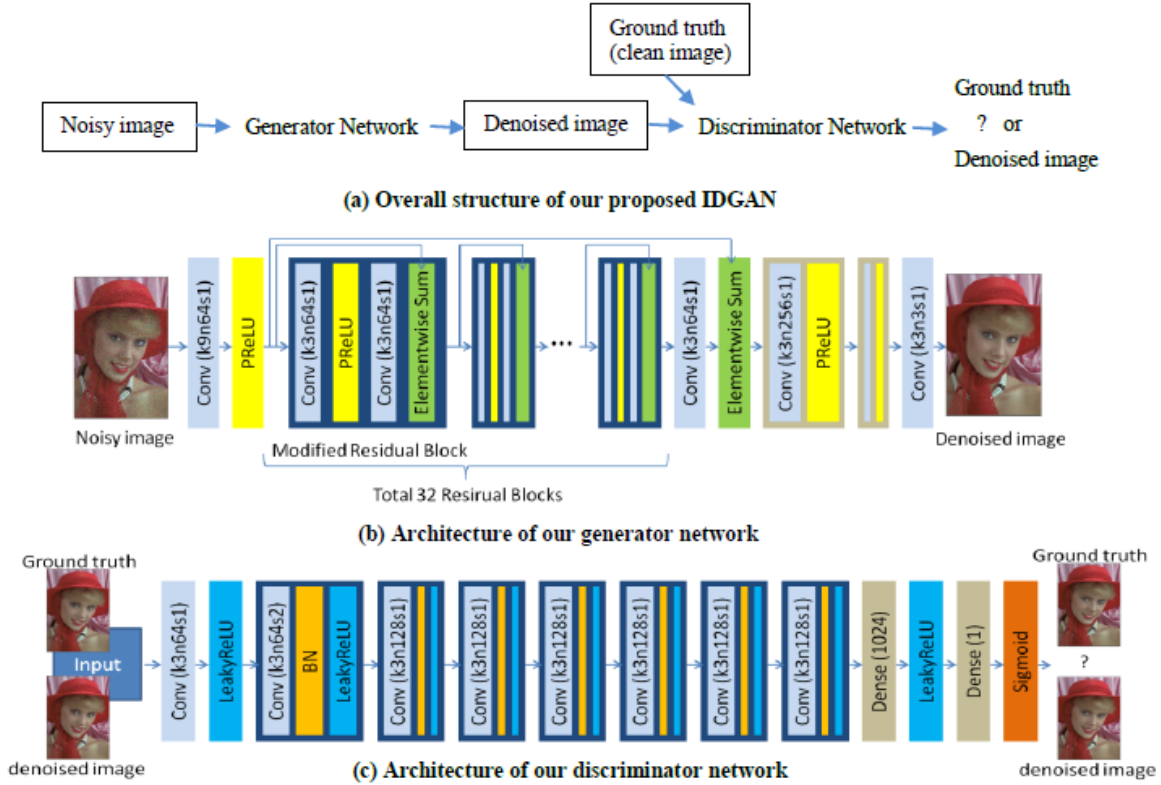 Ground truth
(clean image)
Noisy image
Generator Network
Denoised image
Discriminator Network
Ground truth
? or
Denoised image
(a) Overall structure of our proposed IDGAN
Conv (k9n64s1)
PReLU
Conv (k3n64s1)
PReLU
Conv (k3n64s1)
Elementwise Sum
...
Conv (k3n64s1)
Elementwise Sum
Conv (k3n256s1)
PReLU
Conv (k3n3s1)
Noisy image
Denoised image
Modified Residual Block
Total 32 Resirual Blocks
(b) Architecture of our generator network
Ground truth
Input
denoised image
Conv (k3n64s1)
LeakyReLU
Conv (k3n64s2)
BN
LeakyReLU
Conv (k3n128s1)
Conv (k3n128s1)
Conv (k3n128s1)
Conv (k3n128s1)
Conv (k3n128s1)
Conv (k3n128s1)
Dense (1024)
LeakyReLU
Dense (1)
Sigmoid
Ground truth
?
denoised image
(c) Architecture of our discriminator network